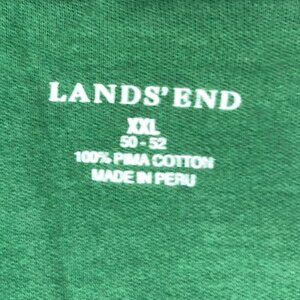 LANDS' END
XXL
50 - 52
100% PIMA COTTON
MADE IN PERU